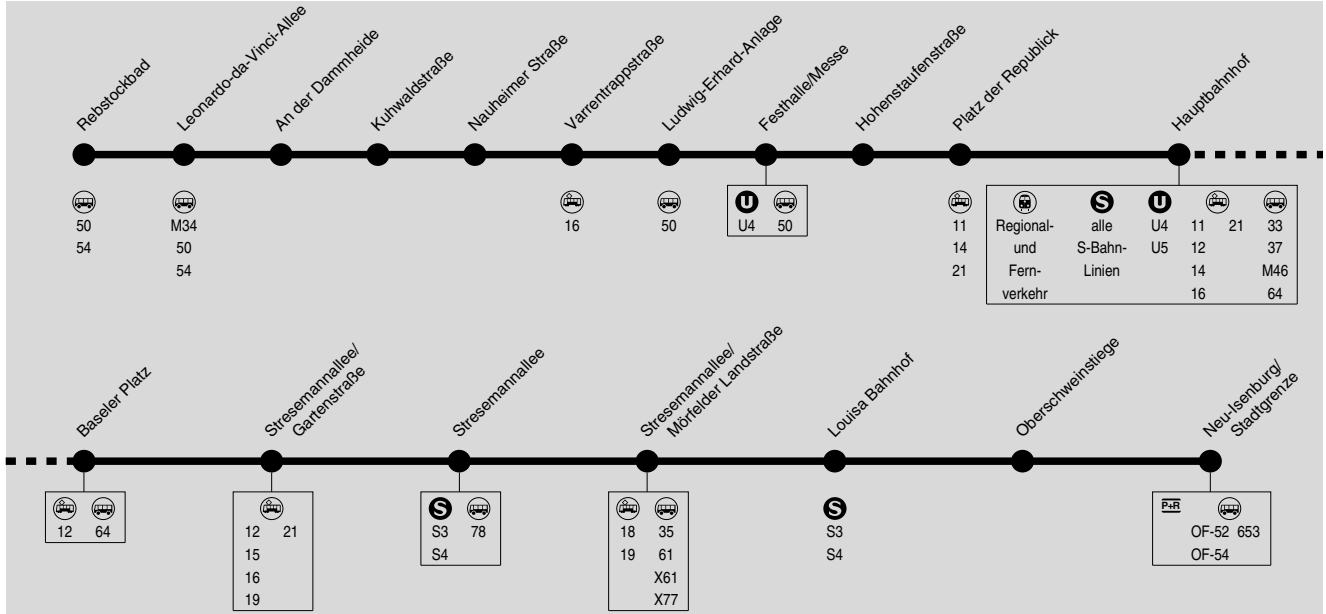 Rebstockbad
Leonardo-da-Vinci-Allee
An der Dammheide
Kuhwaldstraße
Nauheimer Straße
Varrentrappstraße
Ludwig-Erhard-Anlage
Festhalle/Messe
Hohenstaufenstraße
Platz der Republick
Hauptbahnhof
50
54
M34
50
54
16
50
U
U4 50
11
14
21
S U
Regional- alle U4 11 21 33
und S-Bahn- U5 12 37
Fern- Linien 14 M46
verkehr 16 64
Baseler Platz
Stresemannallee/
Gartenstraße
Stresemannallee
Stresemannallee/
Mörfelder Landstraße
Louisa Bahnhof
Oberschweinstiege
Neu-Isenburg/
Stadtgrenze
12 64
12 21
15
16
19
S
S3 78
S4
18 35
19 61
X61
X77
S
S3
S4
P+R
OF-52 653
OF-54